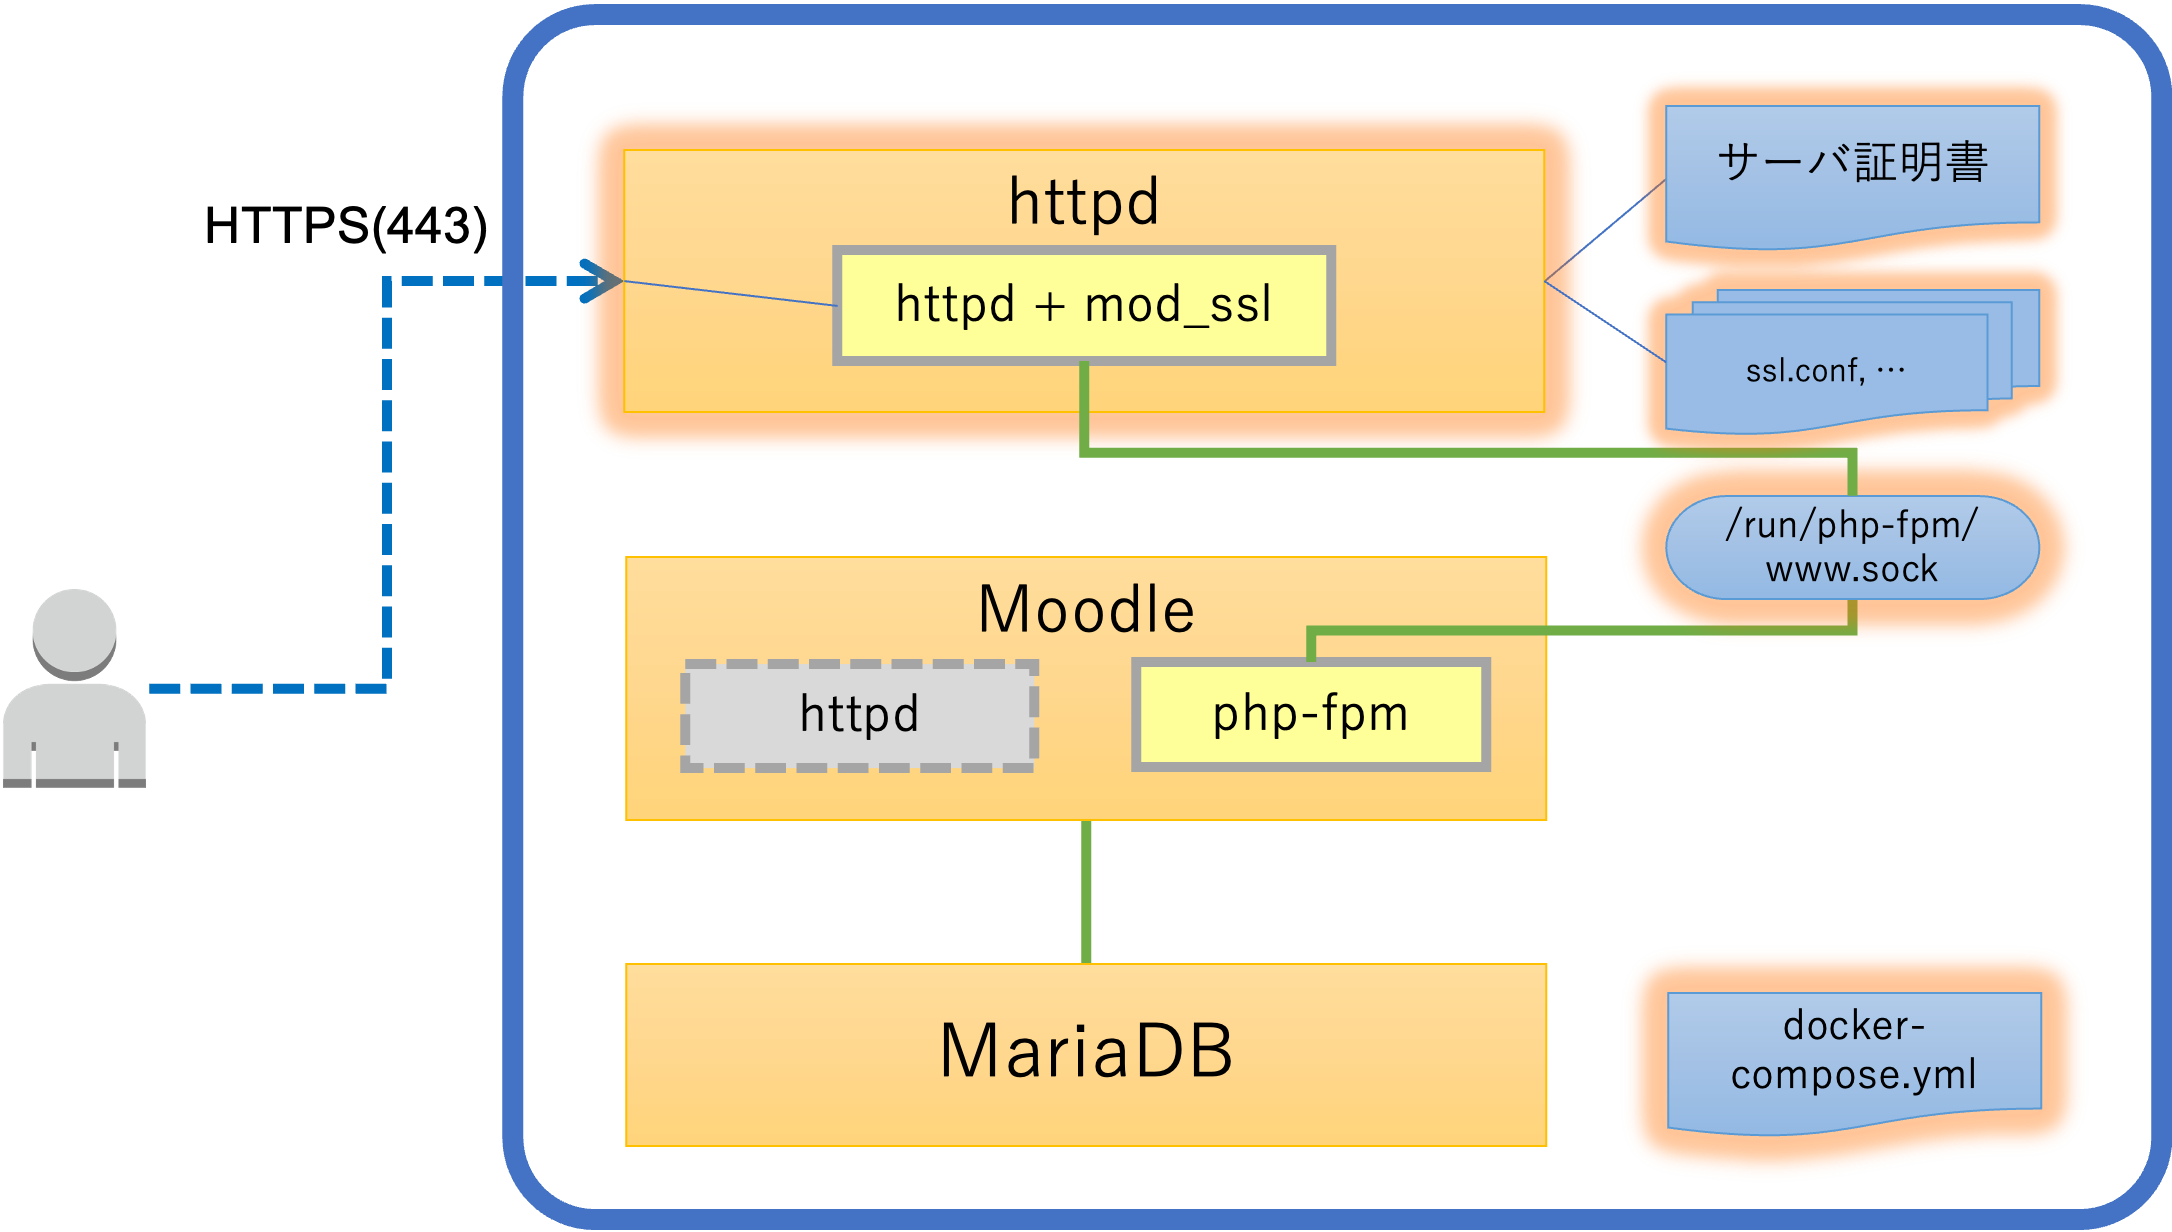 HTTPS(443)
httpd
httpd + mod_ssl
サーバ証明書
ssl.conf, …
/run/php-fpm/
www.sock
Moodle
httpd
php-fpm
MariaDB
docker-
compose.yml